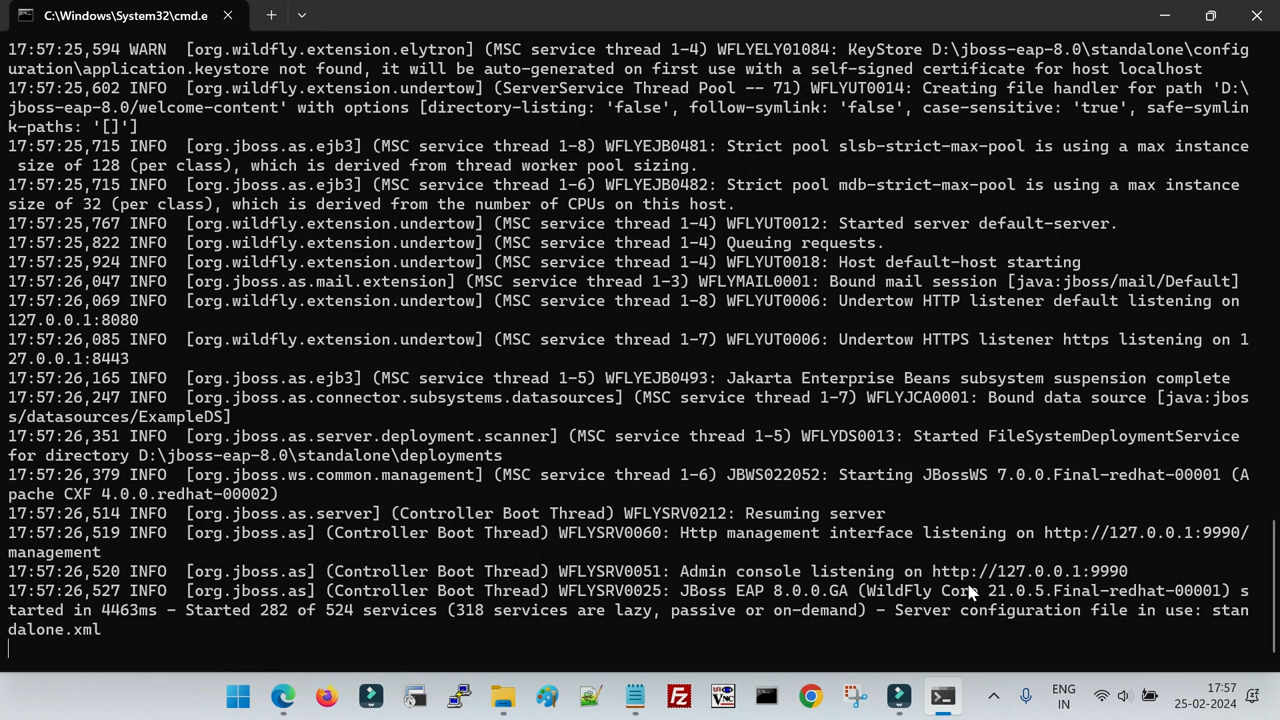 C:\Windows\System32\cmd.e
17:57:25,594 WARN  [org.wildfly.extension.elytron] (MSC service thread 1-4) WFLYELY01084: KeyStore D:\jboss-eap-8.0\standalone\config
uration\application.keystore not found, it will be auto-generated on first use with a self-signed certificate for host localhost
17:57:25,602 INFO  [org.wildfly.extension.undertow] (ServerService Thread Pool -- 71) WFLYUT0014: Creating file handler for path 'D:\
jboss-eap-8.0/welcome-content' with options [directory-listing: 'false', follow-symlink: 'false', case-sensitive: 'true', safe-symlin
k-paths: '[]']
17:57:25,715 INFO  [org.jboss.as.ejb3] (MSC service thread 1-8) WFLYEJB0481: Strict pool slsb-strict-max-pool is using a max instance
 size of 128 (per class), which is derived from thread worker pool sizing.
17:57:25,715 INFO  [org.jboss.as.ejb3] (MSC service thread 1-6) WFLYEJB0482: Strict pool mdb-strict-max-pool is using a max instance
size of 32 (per class), which is derived from the number of CPUs on this host.
17:57:25,767 INFO  [org.wildfly.extension.undertow] (MSC service thread 1-4) WFLYUT0012: Started server default-server.
17:57:25,822 INFO  [org.wildfly.extension.undertow] (MSC service thread 1-4) Queuing requests.
17:57:25,924 INFO  [org.wildfly.extension.undertow] (MSC service thread 1-4) WFLYUT0018: Host default-host starting
17:57:26,047 INFO  [org.jboss.as.mail.extension] (MSC service thread 1-3) WFLYMAIL0001: Bound mail session [java:jboss/mail/Default]
17:57:26,069 INFO  [org.wildfly.extension.undertow] (MSC service thread 1-8) WFLYUT0006: Undertow HTTP listener default listening on
127.0.0.1:8080
17:57:26,085 INFO  [org.wildfly.extension.undertow] (MSC service thread 1-7) WFLYUT0006: Undertow HTTPS listener https listening on 1
27.0.0.1:8443
17:57:26,165 INFO  [org.jboss.as.ejb3] (MSC service thread 1-5) WFLYEJB0493: Jakarta Enterprise Beans subsystem suspension complete
17:57:26,247 INFO  [org.jboss.as.connector.subsystems.datasources] (MSC service thread 1-7) WFLYJCA0001: Bound data source [java:jbos
s/datasources/ExampleDS]
17:57:26,351 INFO  [org.jboss.as.server.deployment.scanner] (MSC service thread 1-5) WFLYDS0013: Started FileSystemDeploymentService
for directory D:\jboss-eap-8.0\standalone\deployments
17:57:26,379 INFO  [org.jboss.ws.common.management] (MSC service thread 1-6) JBWS022052: Starting JBossWS 7.0.0.Final-redhat-00001 (A
pache CXF 4.0.0.redhat-00002)
17:57:26,514 INFO  [org.jboss.as.server] (Controller Boot Thread) WFLYSRV0212: Resuming server
17:57:26,519 INFO  [org.jboss.as] (Controller Boot Thread) WFLYSRV0060: Http management interface listening on http://127.0.0.1:9990/
management
17:57:26,520 INFO  [org.jboss.as] (Controller Boot Thread) WFLYSRV0051: Admin console listening on http://127.0.0.1:9990
17:57:26,527 INFO  [org.jboss.as] (Controller Boot Thread) WFLYSRV0025: JBoss EAP 8.0.0.GA (WildFly Core 21.0.5.Final-redhat-00001) s
tarted in 4463ms - Started 282 of 524 services (318 services are lazy, passive or on-demand) - Server configuration file in use: stan
dalone.xml
ENG
IN
17:57
25-02-2024